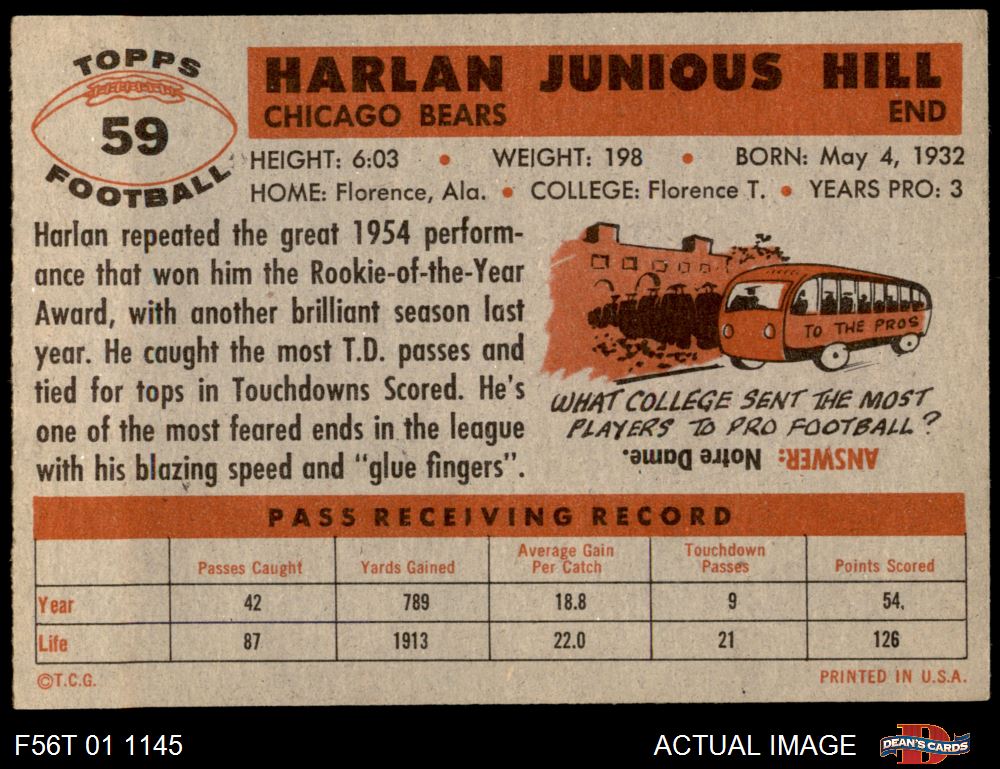 TOPPS
59
FOOTBALL
HARLAN JUNIOUS HILL
CHICAGO BEARS END
HEIGHT: 6:03 • WEIGHT: 198 • BORN: May 4, 1932
HOME: Florence, Ala. • COLLEGE: Florence T. • YEARS PRO: 3
Harlan repeated the great 1954 perform-
ance that won him the Rookie-of-the-Year
Award, with another brilliant season last
year. He caught the most T.D. passes and
tied for tops in Touchdowns Scored. He's
one of the most feared ends in the league
with his blazing speed and "glue fingers".
TO THE PROS
WHAT COLLEGE SENT THE MOST
PLAYERS TO PRO FOOTBALL?
ANSWER: Notre Dame.
PASS RECEIVING RECORD
Passes Caught Yards Gained Average Gain Per Catch Touchdown Passes Points Scored
Year 42 789 18.8 9 54.
Life 87 1913 22.0 21 126
©T.C.G. PRINTED IN U.S.A.
F56T 01 1145 ACTUAL IMAGE DEAN'S CARDS